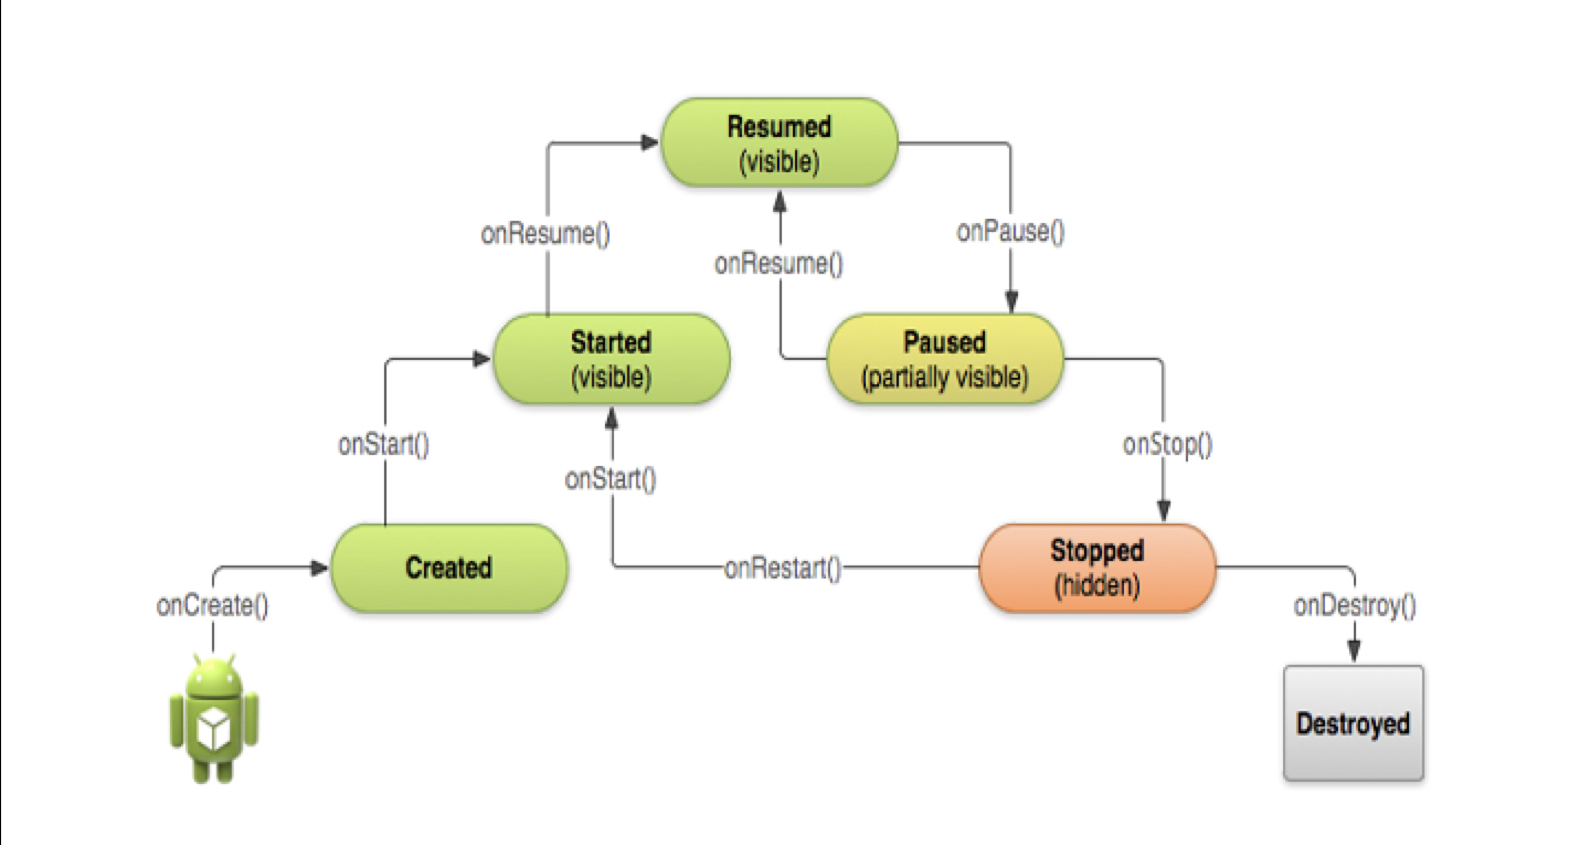 Resumed
(visible)
onResume()
onPause()
onResume()
Started
(visible)
Paused
(partially visible)
onStart()
onStop()
onStart()
Created
onRestart()
Stopped
(hidden)
onCreate()
onDestroy()
Destroyed